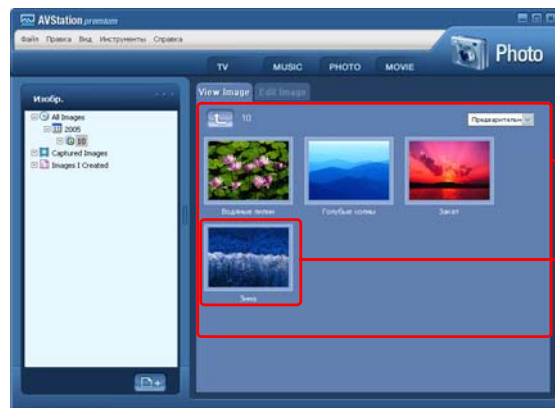 AVStation premium
Файл Правка Вид Инструменты Справка
Photo
TV MUSIC PHOTO MOVIE
Изобр.
View Image Edit Image
All Images
2005
10
Captured Images
Images I Created
10
Предварительн
Водяные лилии Голубые холмы Закат
Зима